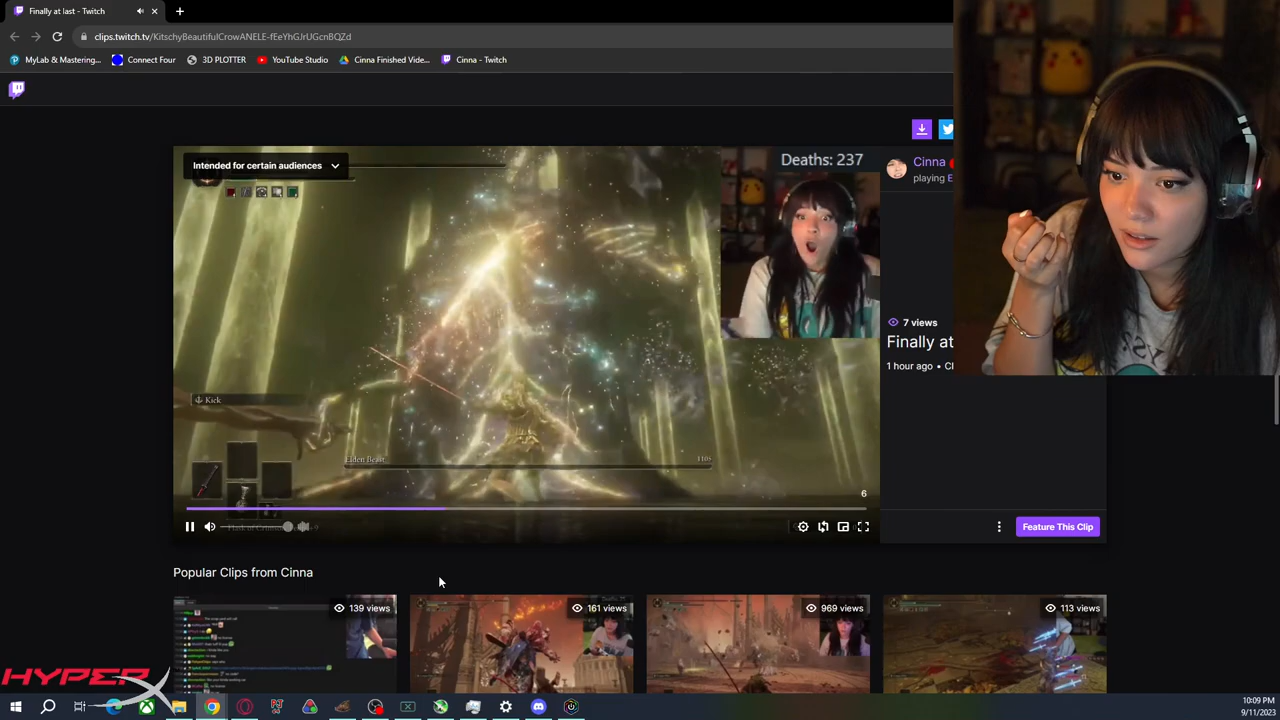 Finally at last - Twitch
clips.twitch.tv/KitschyBeautifulCrowANELE-fEeYhGJrUGcnBQZd
MyLab & Mastering... Connect Four 3D PLOTTER YouTube Studio Cinna Finished Vide... Cinna - Twitch
Intended for certain audiences
Deaths: 237
Cinna
playing E
7 views
Finally at
1 hour ago • Cl
Kick
Elden Beast 1105
6
Feature This Clip
Popular Clips from Cinna
139 views 161 views 969 views 113 views
HYPERX
10:09 PM
9/11/2023